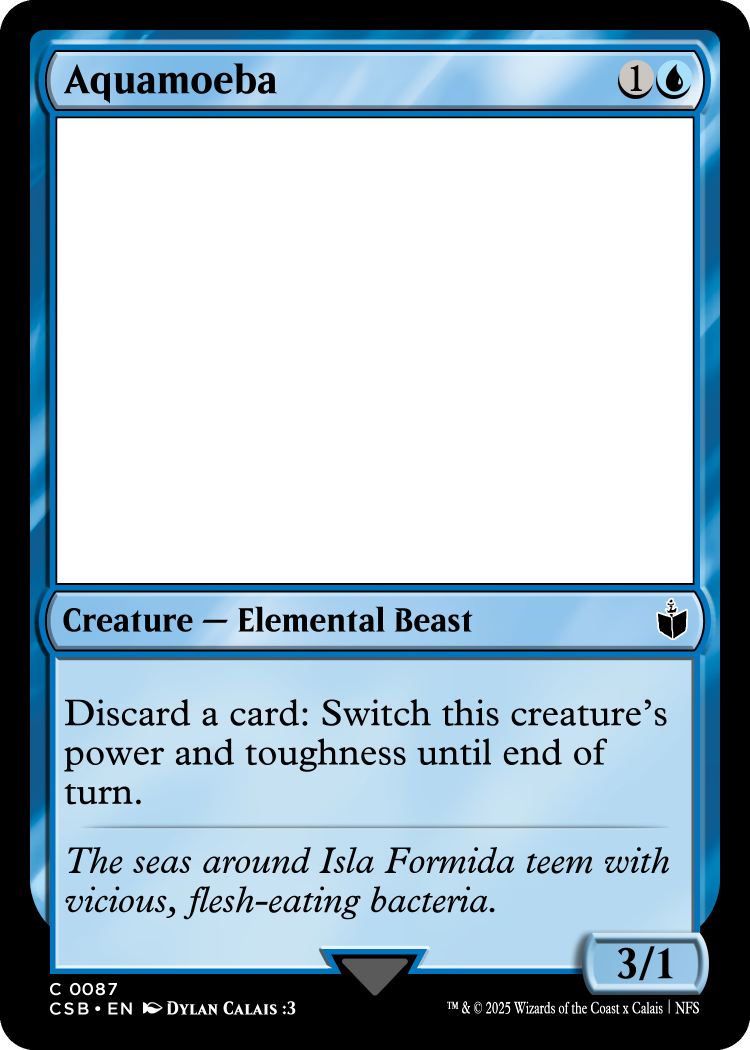 Aquamoeba 1
Creature — Elemental Beast
Discard a card: Switch this creature’s
power and toughness until end of
turn.
The seas around Isla Formida teem with
vicious, flesh-eating bacteria.
3/1
C 0087
CSB • EN Dylan Calais :3
™ & © 2025 Wizards of the Coast x Calais | NFS